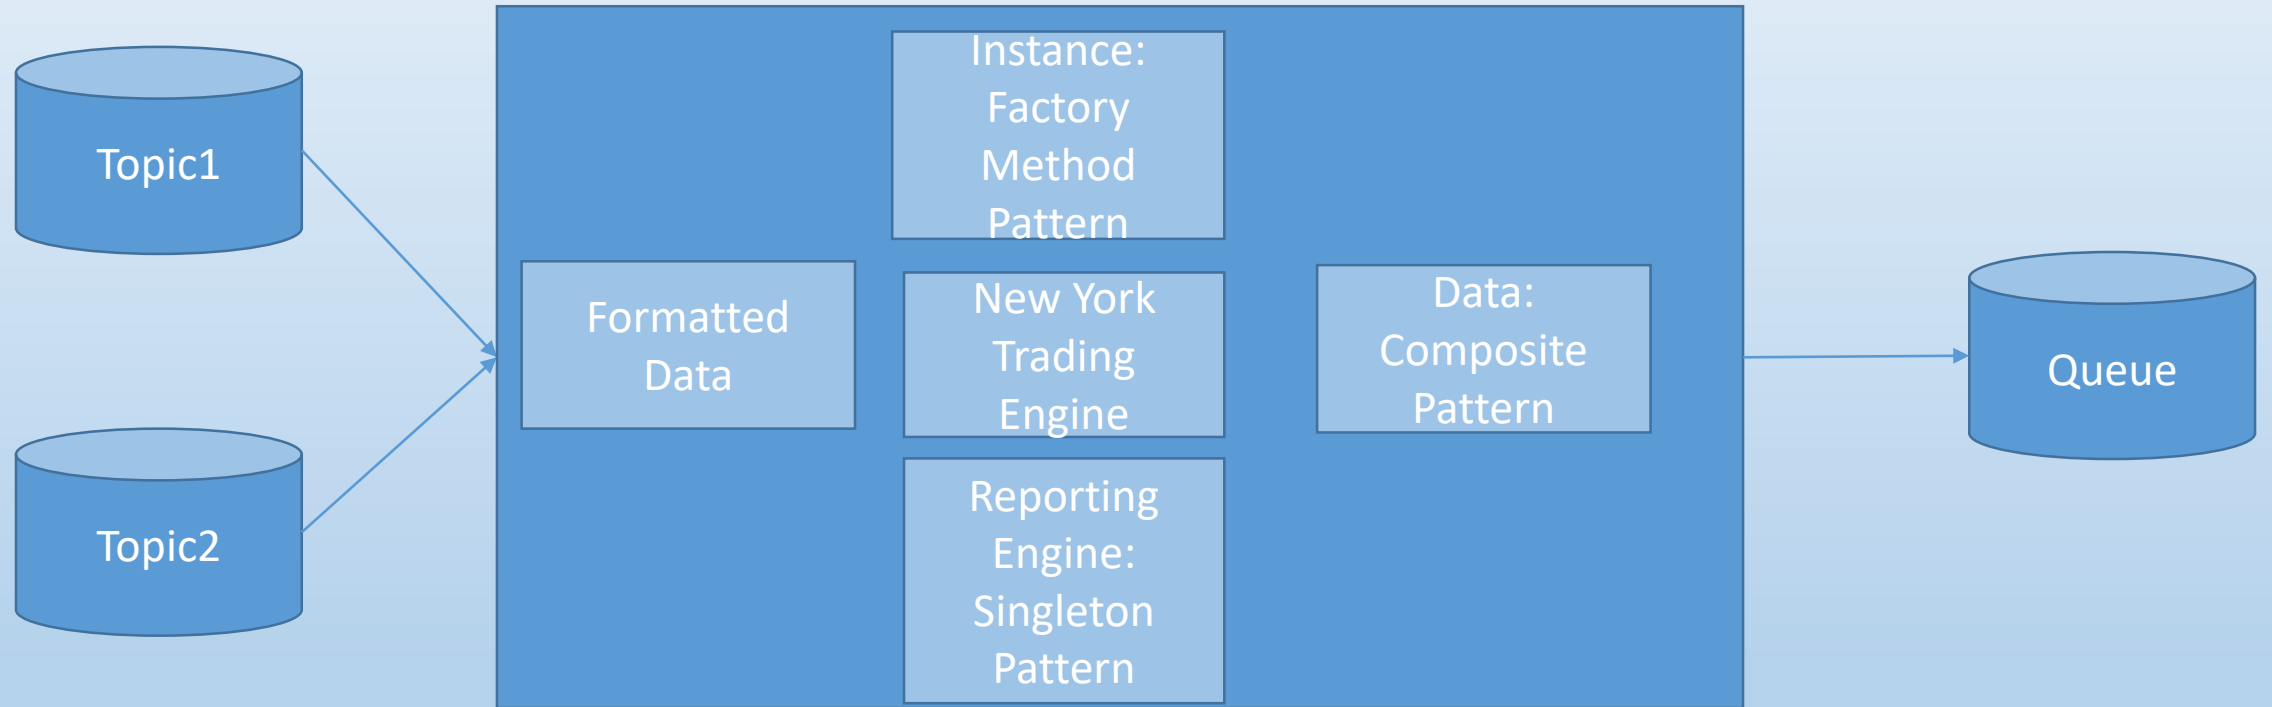 Topic1
Topic2
Formatted
Data
Instance:
Factory
Method
Pattern
New York
Trading
Engine
Reporting
Engine:
Singleton
Pattern
Data:
Composite
Pattern
Queue